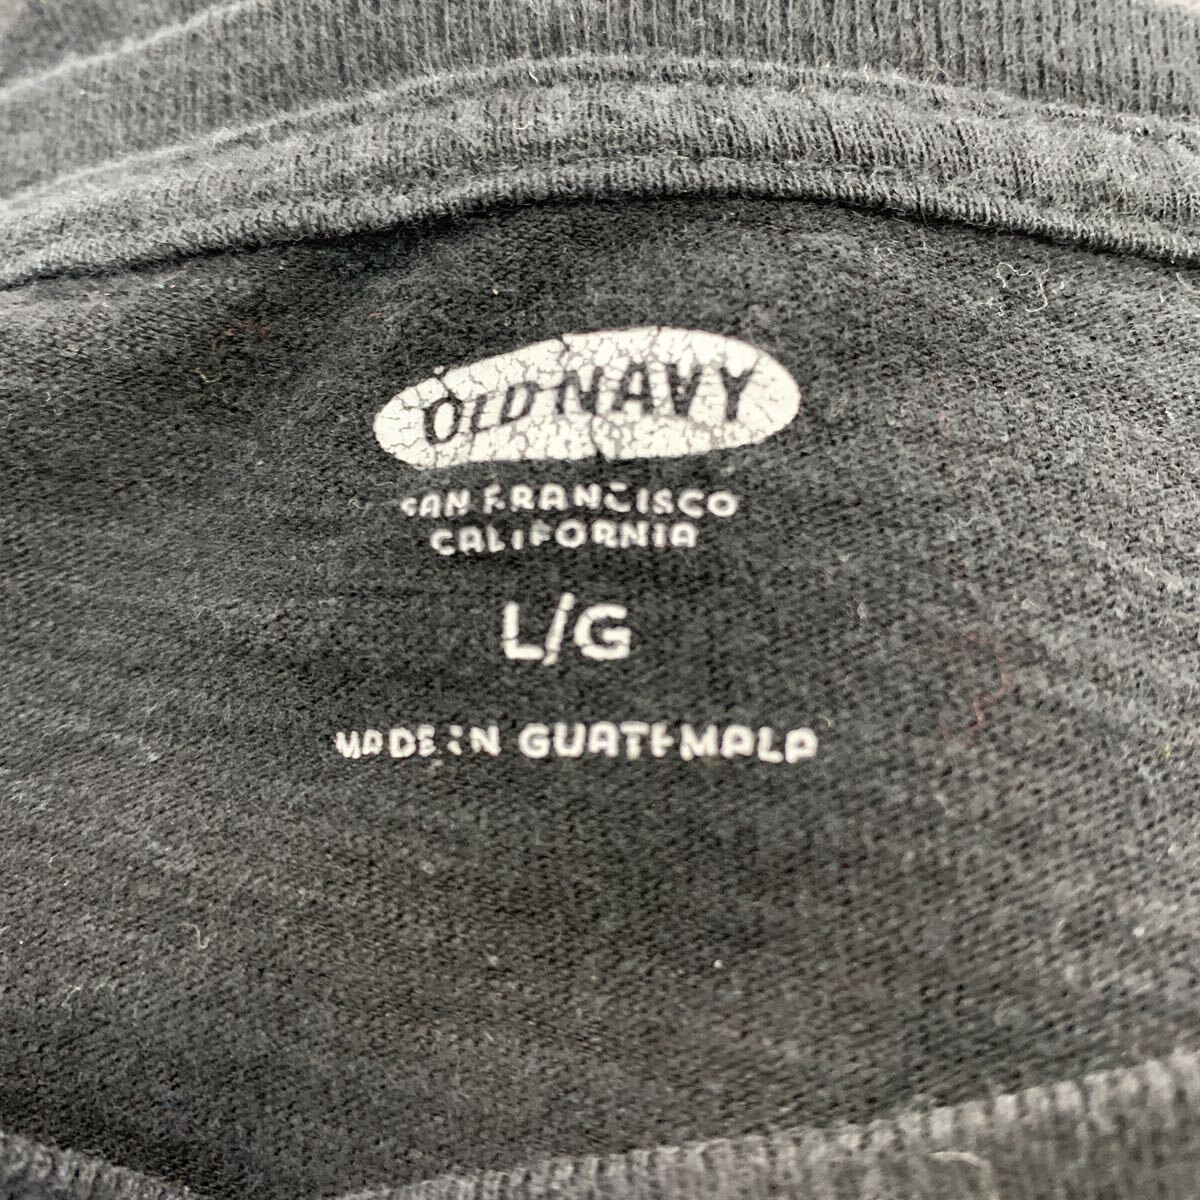 OLD NAVY
SAN FRANCISCO
CALIFORNIA
L/G
MADE IN GUATEMALA